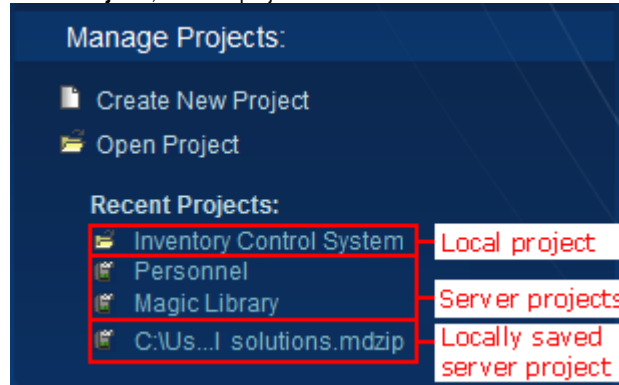 Manage Projects:
Create New Project
Open Project
Recent Projects:
Inventory Control System
Local project
Personnel
Magic Library
Server projects
C:\Us...l solutions.mdzip
Locally saved
server project